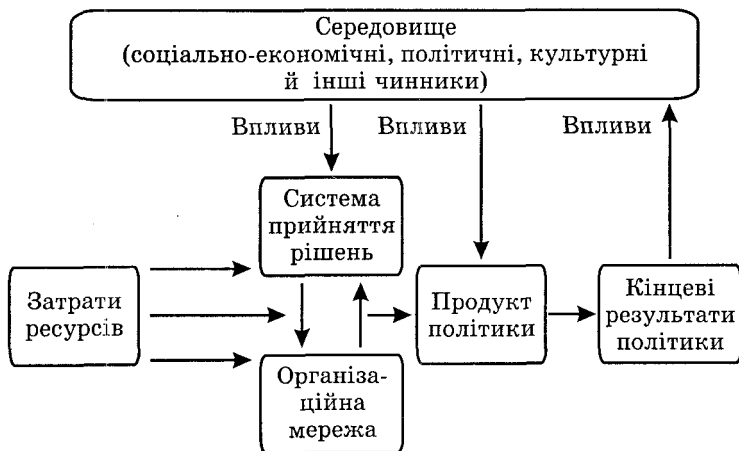 Середовище
(соціально-економічні, політичні, культурні
й інші чинники)
Впливи
Впливи
Впливи
Система
прийняття
рішень
Затрати
ресурсів
Продукт
політики
Кінцеві
результати
політики
Організа-
ційна
мережа